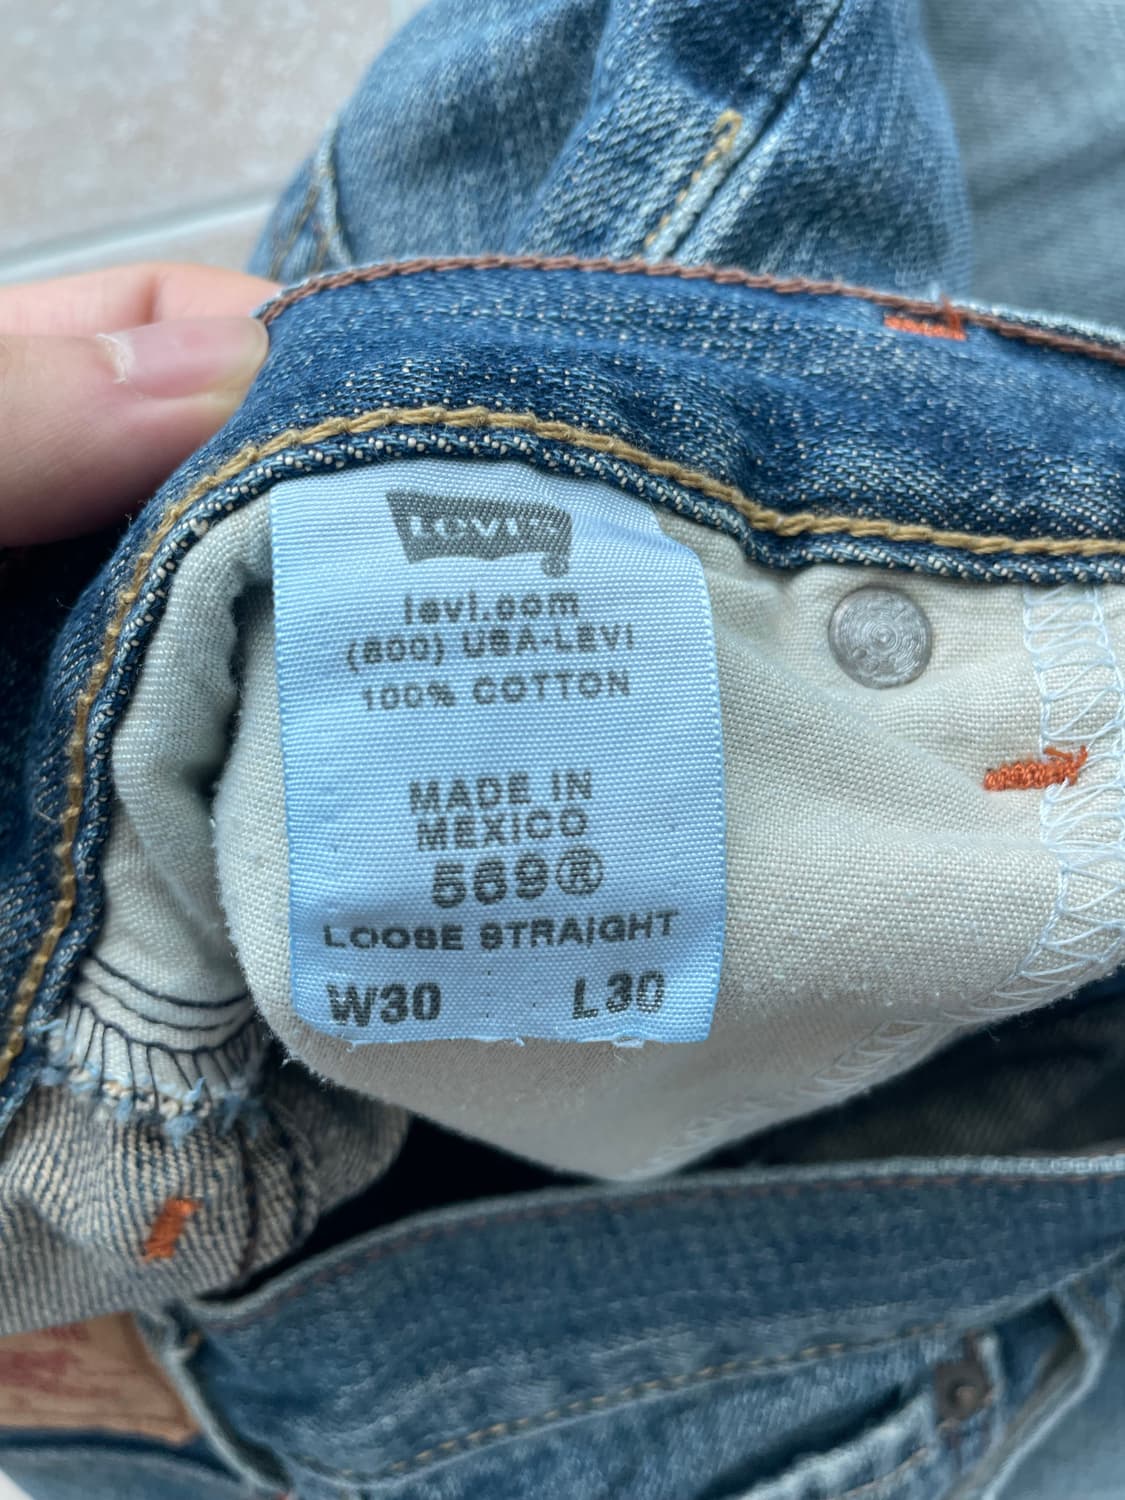 Levi's
levi.com
(800) USA-LEVI
100% COTTON
MADE IN
MEXICO
569®
LOOSE STRAIGHT
W30 L30